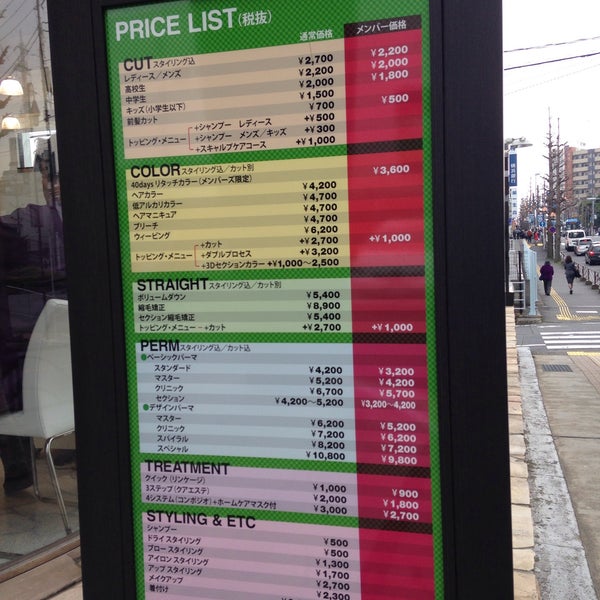 PRICE LIST(税抜)
通常価格 メンバー価格
CUT スタイリング込
レディース／メンズ ¥2,700 ¥2,200
高校生 ¥2,200 ¥2,000
中学生 ¥2,000 ¥1,800
キッズ(小学生以下) ¥1,500
前髪カット ¥700 ¥500
トッピング・メニュー
+シャンプー レディース +¥500
+シャンプー メンズ／キッズ +¥300
+スキャルプケアコース +¥1,000
COLOR スタイリング込／カット別
40daysリタッチカラー(メンバーズ限定) ¥3,600
ヘアカラー ¥4,200
低アルカリカラー ¥4,700
ヘアマニキュア ¥4,700
ブリーチ ¥4,700
ウィービング ¥6,200
トッピング・メニュー
+カット +¥2,700 +¥1,000
+ダブルプロセス +¥3,200
+3Dセクションカラー +¥1,000〜2,500
STRAIGHT スタイリング込／カット別
ボリュームダウン ¥5,400
縮毛矯正 ¥8,900
セクション縮毛矯正 ¥5,400
トッピング・メニュー - +カット +¥2,700 +¥1,000
PERM スタイリング込／カット込
●ベーシックパーマ
スタンダード ¥4,200 ¥3,200
マスター ¥5,200 ¥4,200
クリニック ¥6,700 ¥5,700
セクション ¥4,200〜5,200 ¥3,200〜4,200
●デザインパーマ
マスター ¥6,200 ¥5,200
クリニック ¥7,200 ¥6,200
スパイラル ¥8,200 ¥7,200
スペシャル ¥10,800 ¥9,800
TREATMENT
クイック (リンケージ) ¥1,000 ¥900
3ステップ (クアエステ) ¥2,000 ¥1,800
4システム (コンポジオ)+ホームケアマスク付 ¥3,000 ¥2,700
STYLING & ETC
シャンプー ¥500
ドライ スタイリング ¥500
ブロー スタイリング ¥1,300
アイロン スタイリング ¥1,700
アップ スタイリング ¥2,700
メイクアップ ¥2,300
着付け